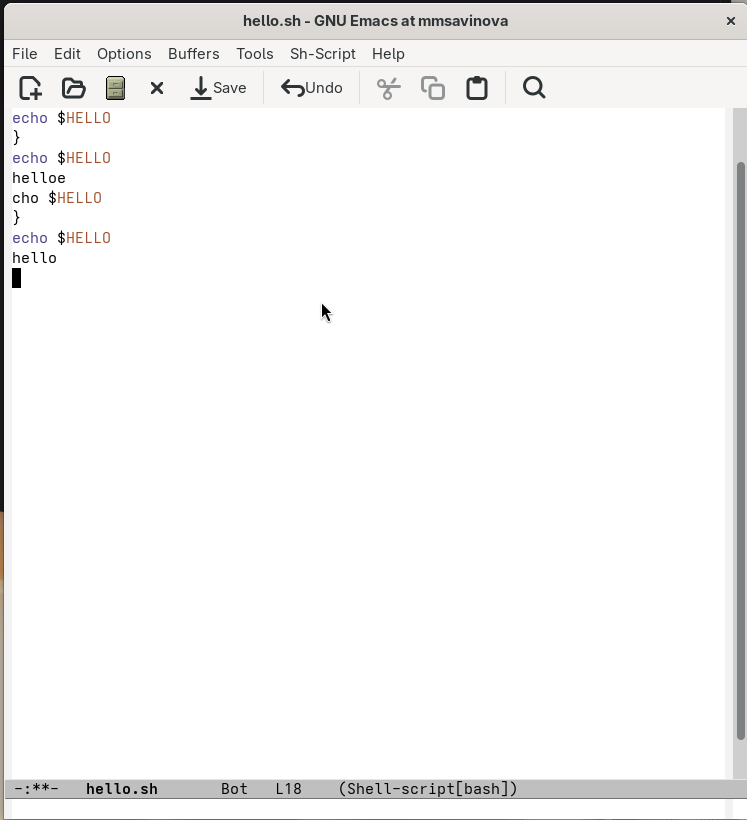 hello.sh - GNU Emacs at mmsavinova
File Edit Options Buffers Tools Sh-Script Help
Save Undo
echo $HELLO
}
echo $HELLO
helloe
cho $HELLO
}
echo $HELLO
hello
-:**- hello.sh Bot L18 (Shell-script[bash])